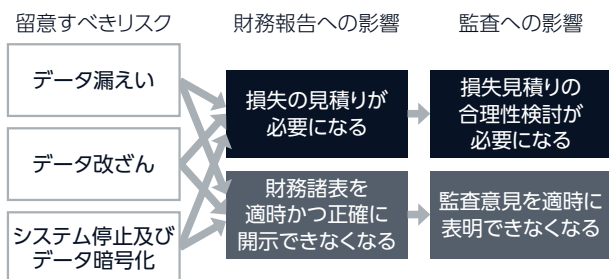 留意すべきリスク
財務報告への影響
監査への影響
データ漏えい
データ改ざん
システム停止及び
データ暗号化
損失の見積りが
必要になる
財務諸表を
適時かつ正確に
開示できなくなる
損失見積りの
合理性検討が
必要になる
監査意見を適時に
表明できなくなる